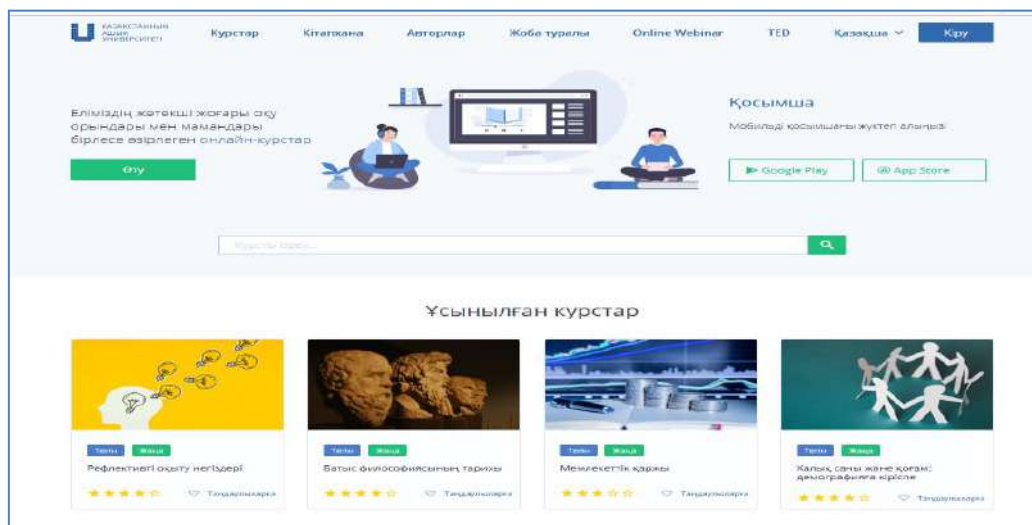 ҚАЗАҚСТАННЫҢ
АШЫҚ
УНИВЕРСИТЕТІ
Курстар
Кітапхана
Авторлар
Жоба туралы
Online Webinar
TED
Қазақша
Кіру
Еліміздің жетекші жоғары оқу
орындары мен мамандары
бірлесе әзірлеген онлайн-курстар
Өту
Қосымша
Мобильді қосымшаны жүктеп алыңыз
Google Play
App Store
Курсты іздеу...
Ұсынылған курстар
Тегін
Жаңа
Рефлективті оқыту негіздері
Таңдаулыларға
Тегін
Жаңа
Батыс философиясының тарихы
Таңдаулыларға
Тегін
Жаңа
Мемлекеттік қаржы
Таңдаулыларға
Тегін
Жаңа
Халық саны және қоғам:
демографияға кіріспе
Таңдаулыларға